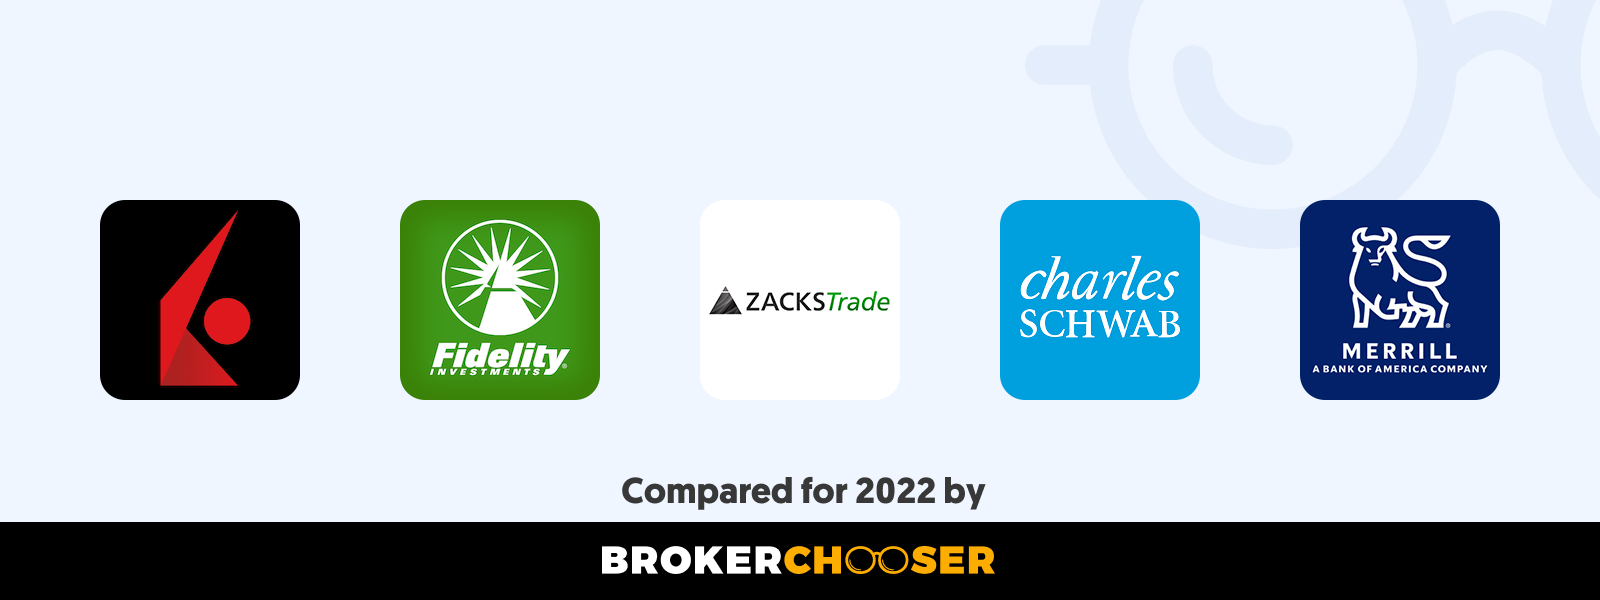 Fidelity
INVESTMENTS
ZACKSTrade
charles
SCHWAB
MERRILL
A BANK OF AMERICA COMPANY
Compared for 2022 by
BROKERCHOOSER